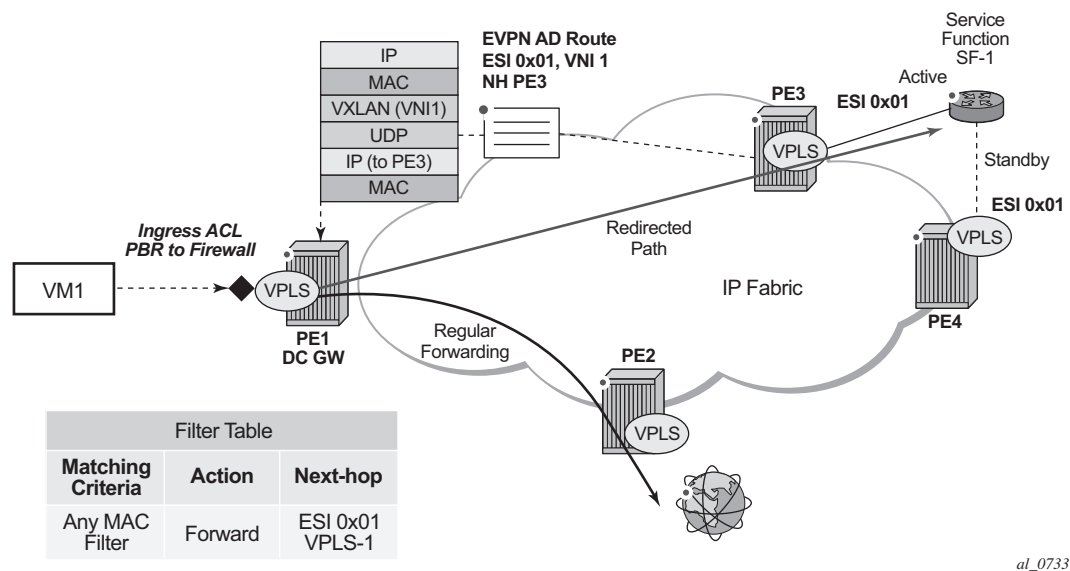 Service
Function
SF-1
EVPN AD Route
ESI 0x01, VNI 1
NH PE3
IP
MAC
VXLAN (VNI1)
UDP
IP (to PE3)
MAC
Active
PE3
ESI 0x01
VPLS
Standby
ESI 0x01
VPLS
PE4
Ingress ACL
PBR to Firewall
Redirected
Path
IP Fabric
VM1
VPLS
PE1
DC GW
Regular
Forwarding
PE2
VPLS
Filter Table
Matching
Criteria
Action
Next-hop
Any MAC
Filter
Forward
ESI 0x01
VPLS-1
al_0733